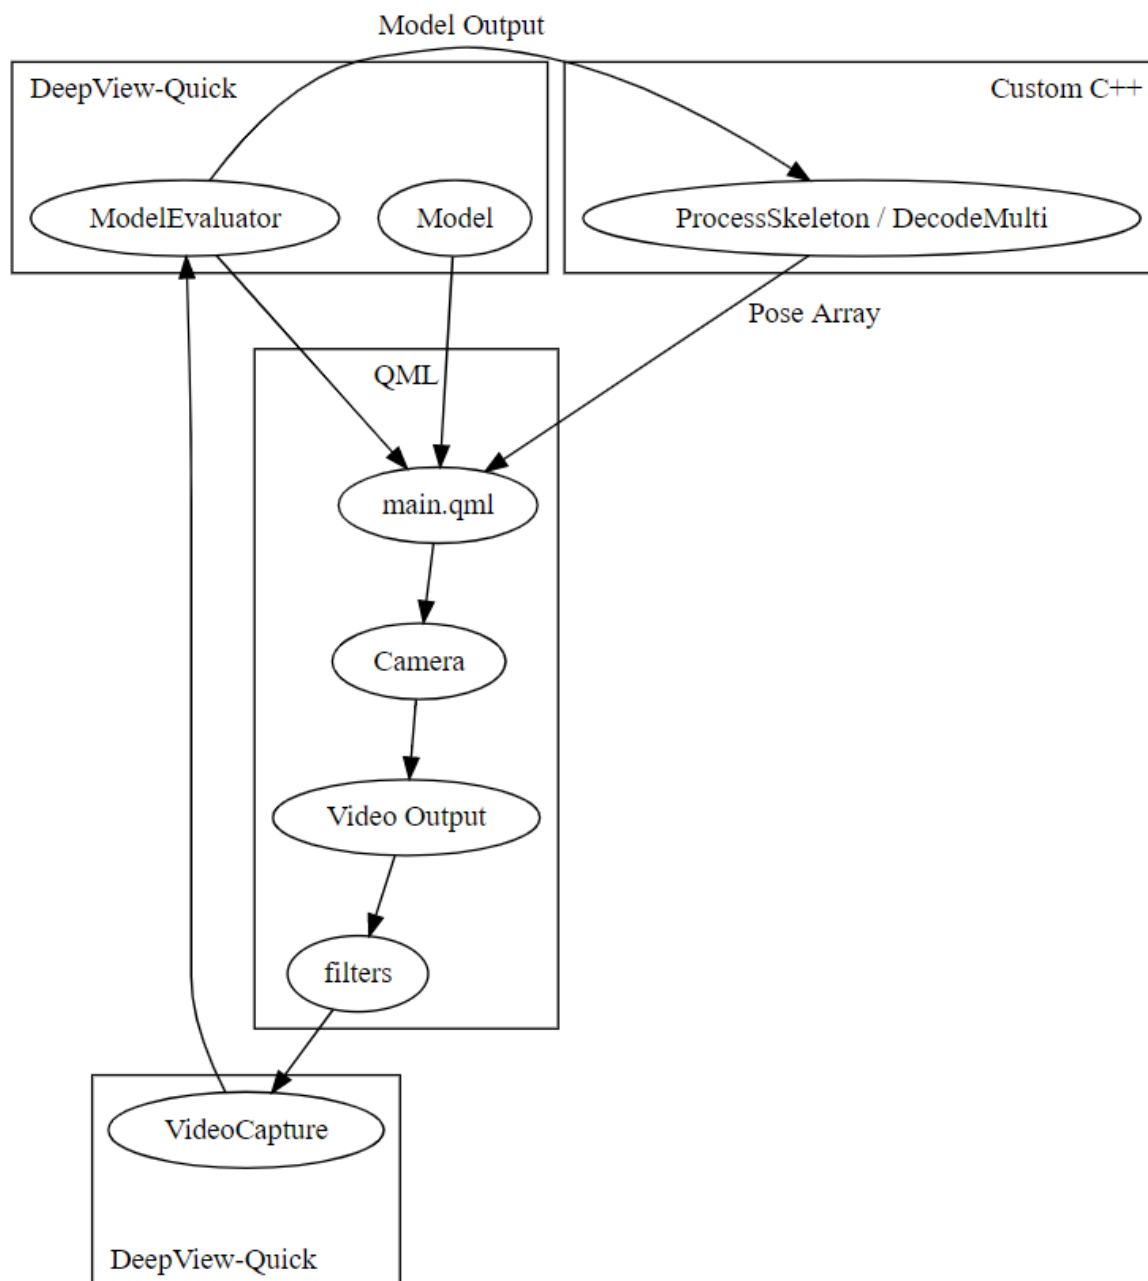 Model Output
DeepView-Quick
Custom C++
ModelEvaluator
Model
ProcessSkeleton / DecodeMulti
Pose Array
QML
main.qml
Camera
Video Output
filters
VideoCapture
DeepView-Quick